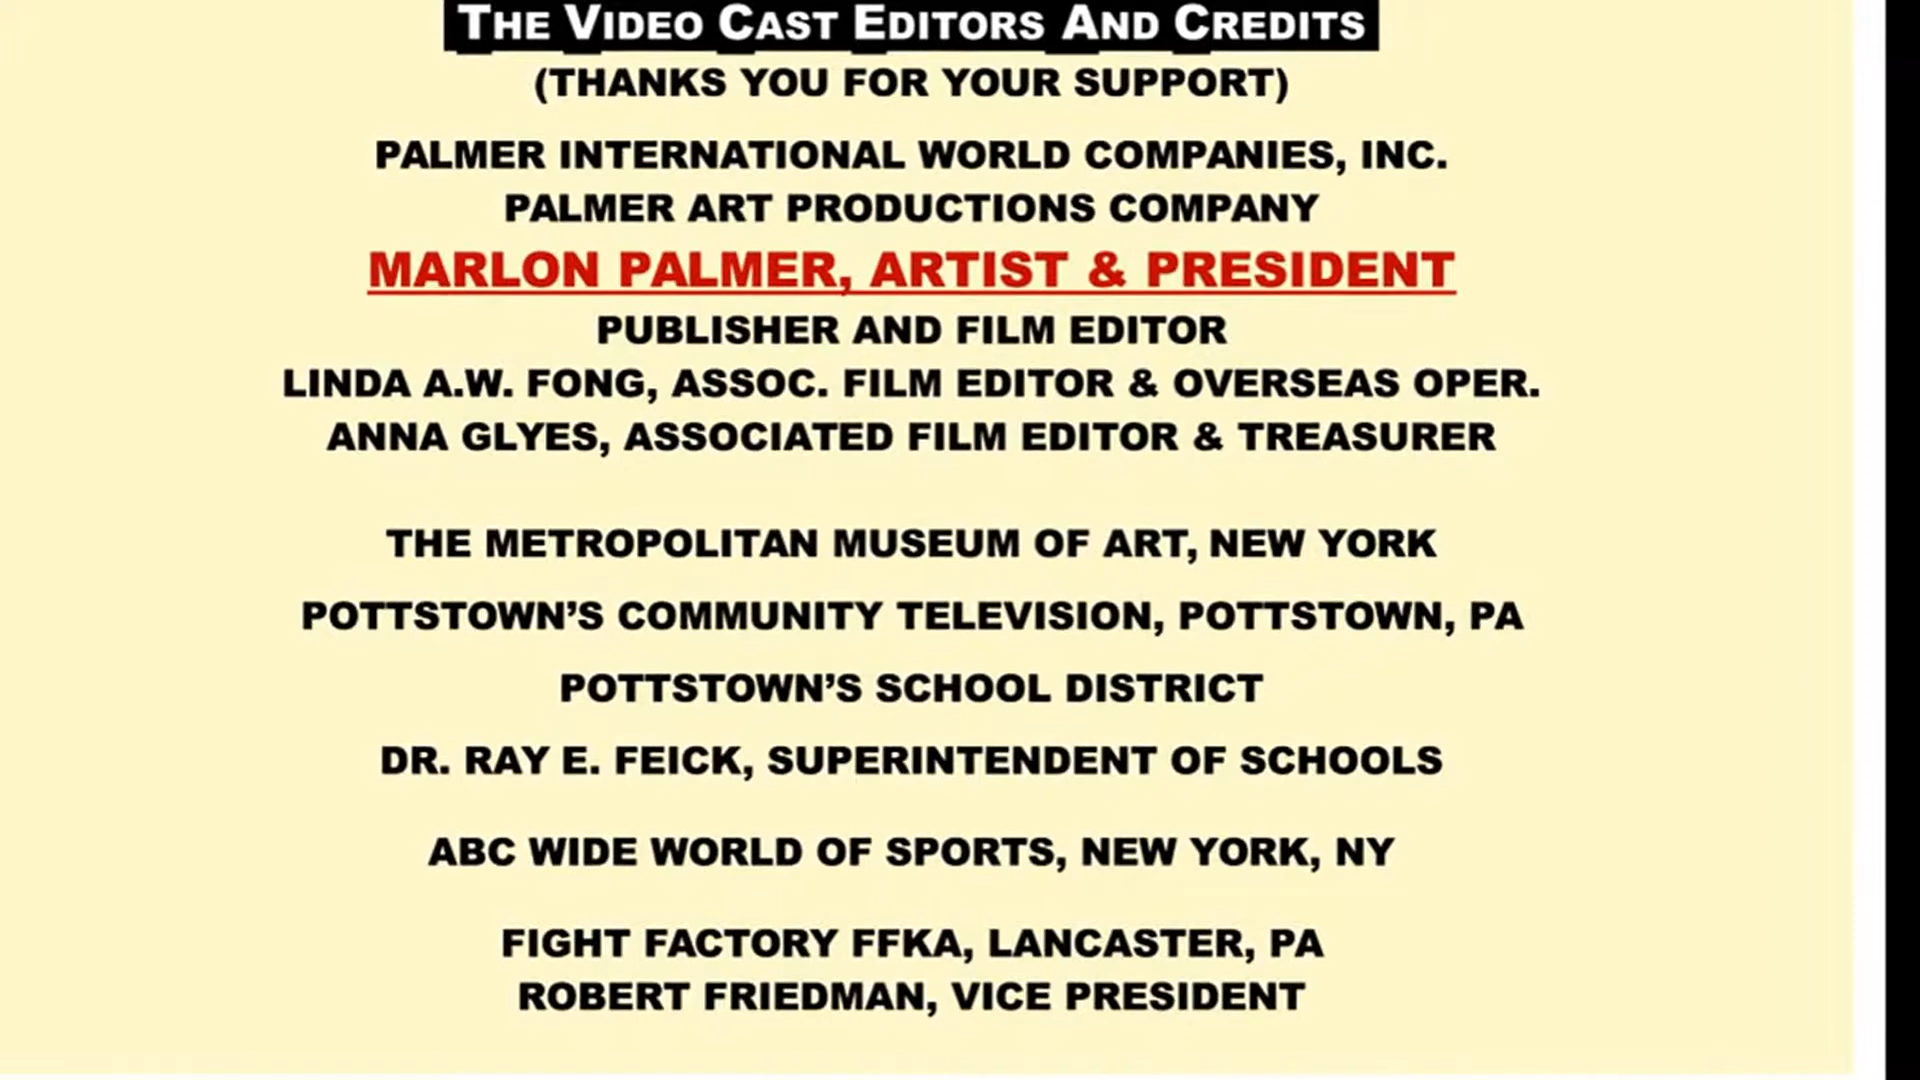 THE VIDEO CAST EDITORS AND CREDITS
(THANKS YOU FOR YOUR SUPPORT)
PALMER INTERNATIONAL WORLD COMPANIES, INC.
PALMER ART PRODUCTIONS COMPANY
MARLON PALMER, ARTIST & PRESIDENT
PUBLISHER AND FILM EDITOR
LINDA A.W. FONG, ASSOC. FILM EDITOR & OVERSEAS OPER.
ANNA GLYES, ASSOCIATED FILM EDITOR & TREASURER
THE METROPOLITAN MUSEUM OF ART, NEW YORK
POTTSTOWN’S COMMUNITY TELEVISION, POTTSTOWN, PA
POTTSTOWN’S SCHOOL DISTRICT
DR. RAY E. FEICK, SUPERINTENDENT OF SCHOOLS
ABC WIDE WORLD OF SPORTS, NEW YORK, NY
FIGHT FACTORY FFKA, LANCASTER, PA
ROBERT FRIEDMAN, VICE PRESIDENT